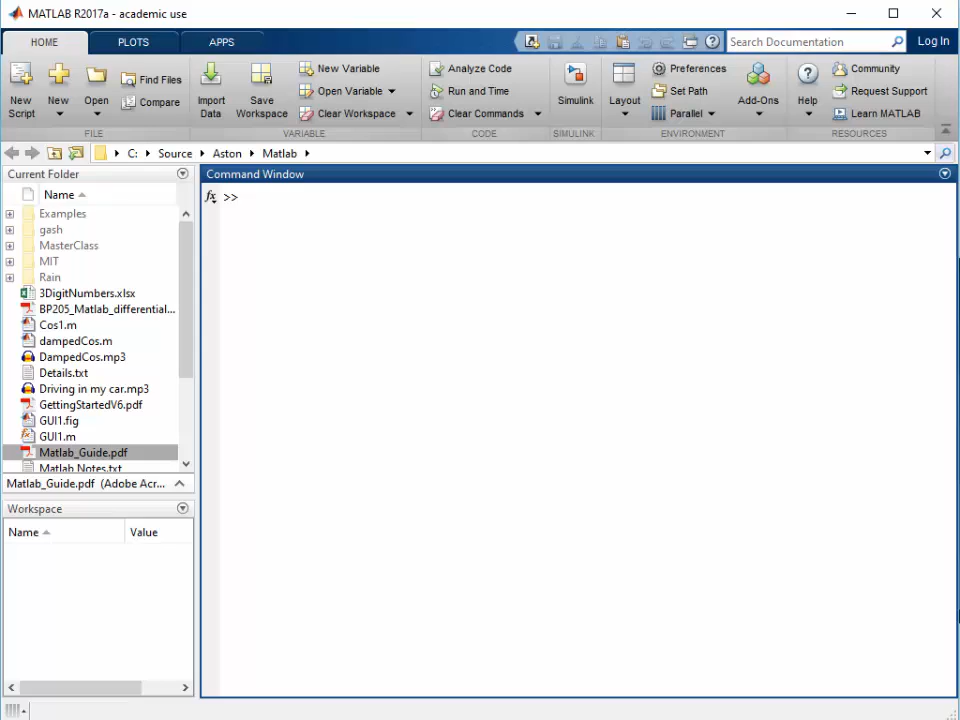 MATLAB R2017a - academic use
HOME PLOTS APPS Search Documentation Log In
New Script New Open Find Files Compare Import Data Save Workspace New Variable Open Variable Clear Workspace Analyze Code Run and Time Clear Commands Simulink Layout Preferences Set Path Parallel Add-Ons Help Community Request Support Learn MATLAB
FILE VARIABLE CODE SIMULINK ENVIRONMENT RESOURCES
C: Source Aston Matlab
Current Folder
Name
Examples
gash
MasterClass
MIT
Rain
3DigitNumbers.xlsx
BP205_Matlab_differential...
Cos1.m
dampedCos.m
DampedCos.mp3
Details.txt
Driving in my car.mp3
GettingStartedV6.pdf
GUI1.fig
GUI1.m
Matlab_Guide.pdf
Matlab Notes.txt
Matlab_Guide.pdf (Adobe Acr...
Workspace
Name Value
Command Window
fx >>